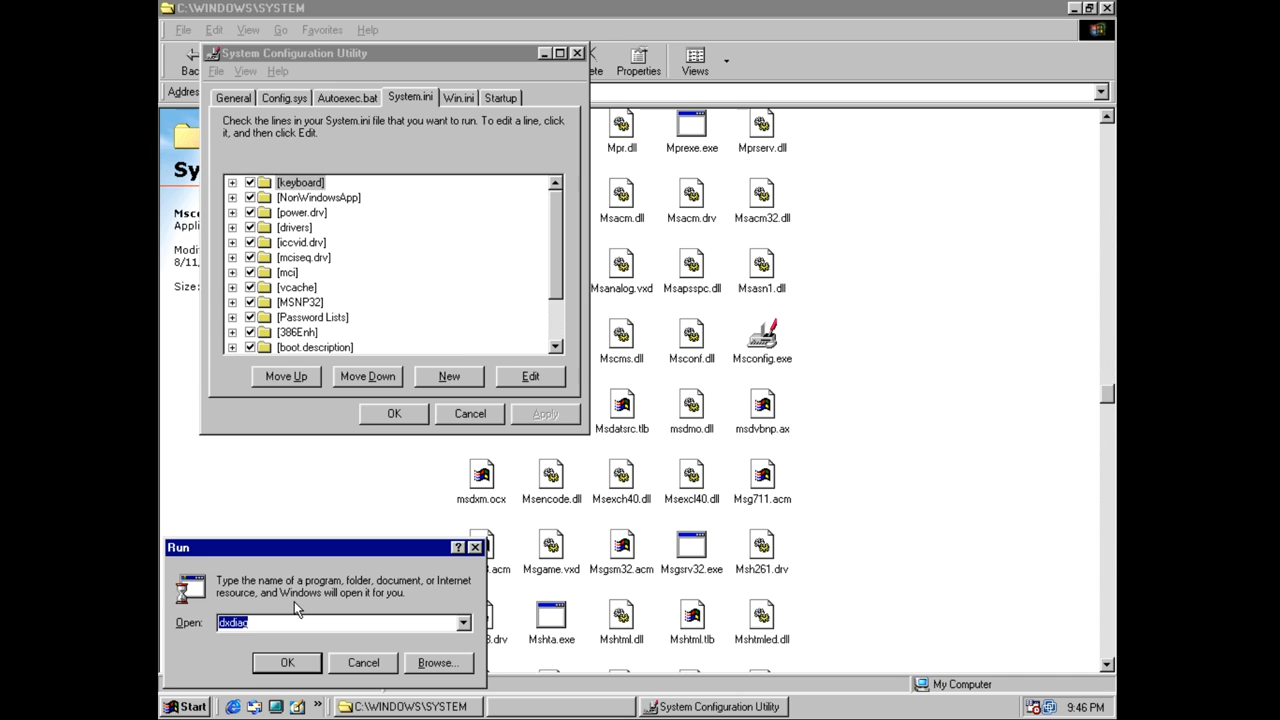 C:\WINDOWS\SYSTEM
File Edit View Go Favorites Help
Properties Views
System Configuration Utility
File View Help
General Config.sys Autoexec.bat System.ini Win.ini Startup
Check the lines in your System.ini file that you want to run. To edit a line, click
it, and then click Edit.
[keyboard]
[NonWindowsApp]
[power.drv]
[drivers]
[iccvid.drv]
[mciseq.drv]
[mci]
[vcache]
[MSNP32]
[Password Lists]
[386Enh]
[boot.description]
Move Up Move Down New Edit
OK Cancel Apply
Mpr.dll Mprexe.exe Mprserv.dll
Msacm.dll Msacm.drv Msacm32.dll
Msanalog.vxd Msapsspc.dll Msasn1.dll
Mscms.dll Msconf.dll Msconfig.exe
Msdatsrc.tlb msdmo.dll msdvbnp.ax
msdxm.ocx Msencode.dll Msexch40.dll Msexcl40.dll Msg711.acm
.acm Msgame.vxd Msgsm32.acm Msgsrv32.exe Msh261.drv
.drv Mshta.exe Mshtml.dll Mshtml.tlb Mshtmled.dll
Run
Type the name of a program, folder, document, or Internet
resource, and Windows will open it for you.
Open: dxdiag
OK Cancel Browse...
My Computer
Start C:\WINDOWS\SYSTEM System Configuration Utility 9:46 PM